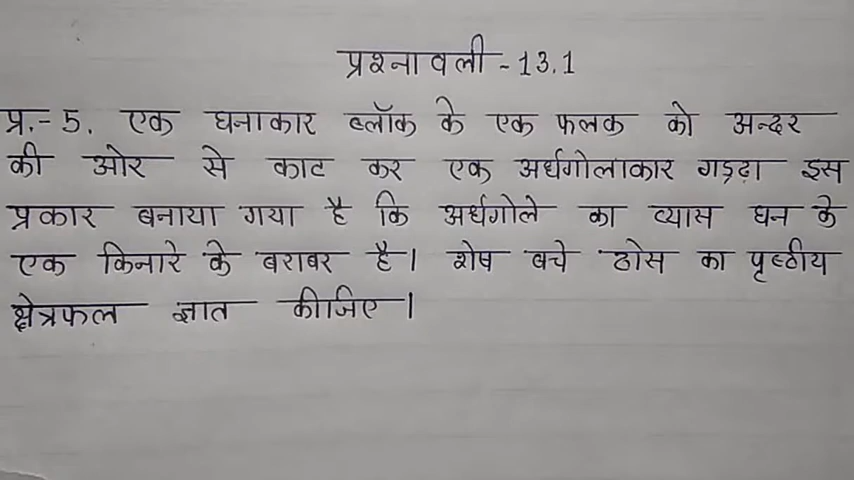 प्रश्नावली - 13.1
प्र.- 5. एक घनाकार ब्लॉक के एक फलक को अन्दर
की ओर से काट कर एक अर्धगोलाकार गड्ढा इस
प्रकार बनाया गया है कि अर्धगोले का व्यास घन के
एक किनारे के बराबर है। शेष बचे ठोस का पृष्ठीय
क्षेत्रफल ज्ञात कीजिए।